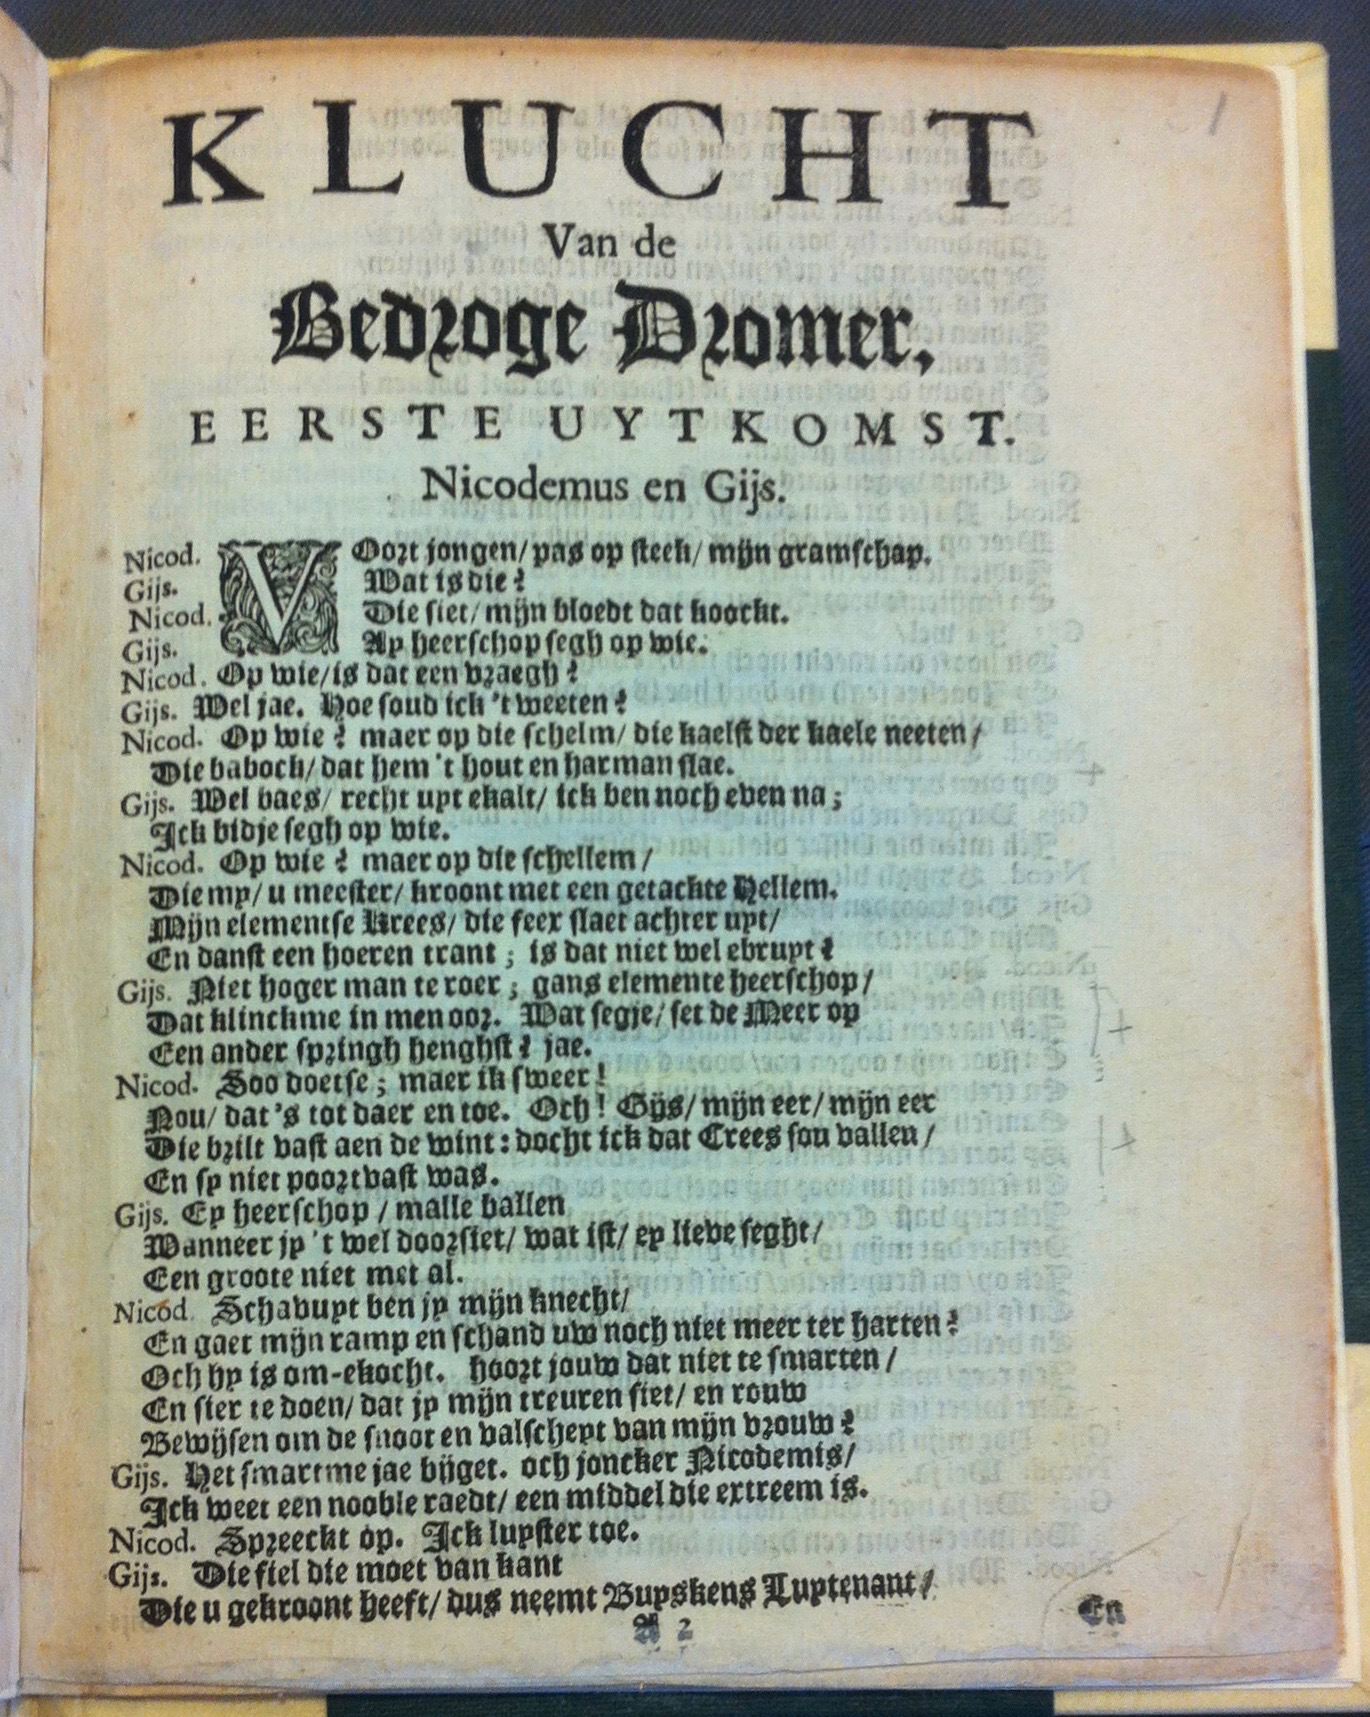 1
KLUCHT
Van de
Bedroge Dromer,
EERSTE UYTKOMST.
Nicodemus en Gijs.
Nicod. VOort jongen/ pas op steek/ mijn gramschap.
Gijs. Wat is die?
Nicod. Die siet/ mijn bloedt dat koockt.
Gijs. Ay heerschop segh op wie.
Nicod. Op wie/ is dat een vraegh?
Gijs. Wel jae. Hoe soud ick 't weeten?
Nicod. Op wie? maer op die schelm/ die kaelst der kaele neeten/
Die babock/ dat hem 't hout en harman slae.
Gijs. Wel baes/ recht uyt ekalt/ ick ben noch even na;
Ick bidje segh op wie.
Nicod. Op wie? maer op die schellem/
Die my/ u meester/ kroont met een getackte Hellem.
Mijn elementse Krees/ die seex slaet achter uyt/
En danst een hoeren trant; is dat niet wel ebruyt?
Gijs. Niet hoger man te roer; gans elemente heerschop/
Dat klinckme in men oor. Wat segje/ set de Meer op
Een ander springh henghst? jae.
Nicod. Soo doetse; maer ik sweer!
Nou/ dat 's tot daer en toe. Och! Gijs/ mijn eer/ mijn eer
Die drilt vast aen de wint: docht ick dat Crees sou vallen/
En sy niet poortvast was.
Gijs. Ey heerschop/ malle ballen
Wanneer jy 't wel doorsiet/ wat ist/ ey lieve seght/
Een groote niet met al.
Nicod. Schavuyt ben jy mijn knecht/
En gaet mijn ramp en schand uw noch niet meer ter harten?
Och hy is om-ekocht. hoort jouw dat niet te smarten/
En sier te doen/ dat jy mijn treuren siet/ en rouw
Bewijsen om de snoot en valscheyt van mijn vrouw?
Gijs. Het smartme jae bijget. och joncker Nicodemis/
Ick weet een nooble raedt/ een middel die extreem is.
Nicod. Spreeckt op. Ick luyster toe.
Gijs. Die fiel die moet van kant
Die u gekroont heeft/ dus neemt Buyskens Luytenant/
A 2
En